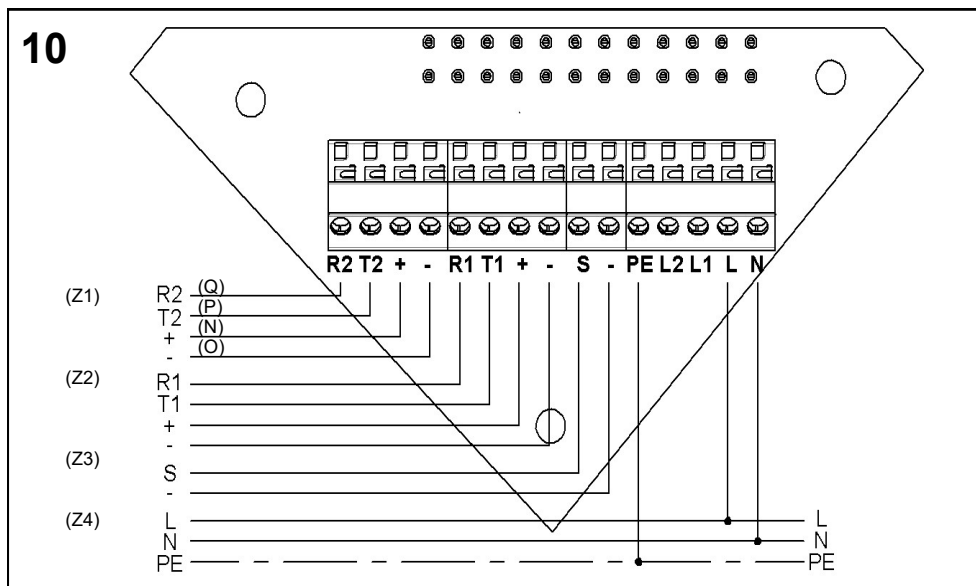 10
R2 T2 + - R1 T1 + - S - PE L2 L1 L N
(Z1) R2 (Q)
T2 (P)
+ (N)
- (O)
(Z2) R1
T1
+
-
(Z3) S
-
(Z4) L L
N N
PE PE